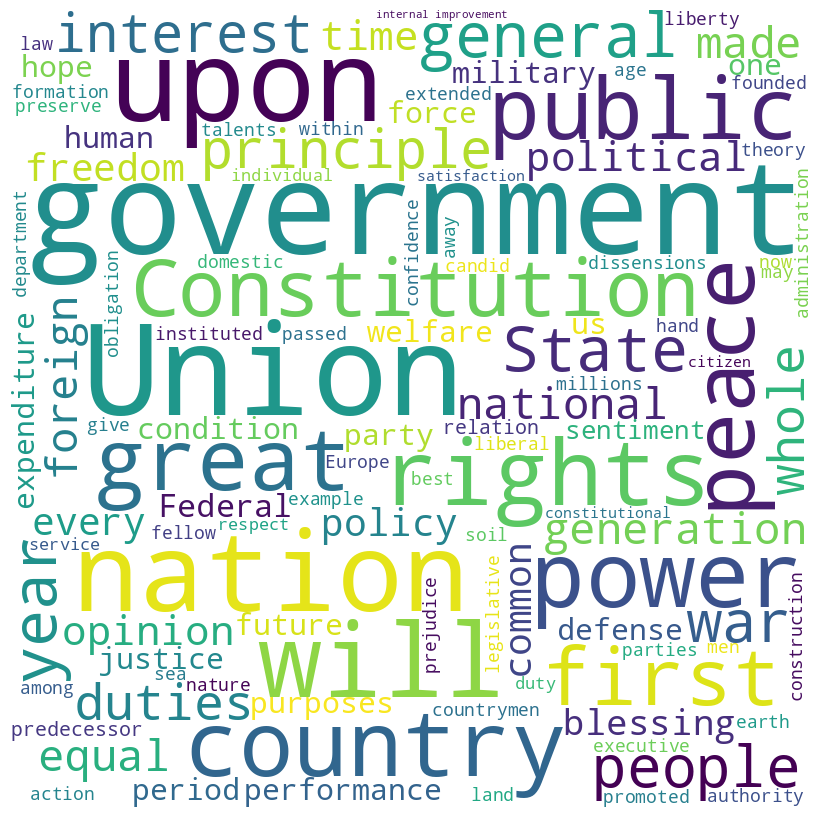 internal improvement
law
interest
time
general
liberty
made
hope
upon
military
age
one
formation
preserve
extended
public
founded
human
talents
within
force
political
theory
freedom
principle
individual
satisfaction
government
department
domestic
confidence
away
candid
dissensions
now
may
administration
obligation
Constitution
foreign
instituted
passed
welfare
us
hand
peace
Union
State
citizen
whole
expenditure
millions
national
give
condition
party
relation
liberal
sentiment
great
Europe
best
rights
Federal
example
constitutional
every
fellow
respect
policy
soil
generation
service
year
nation
legislative
common
power
construction
opinion
future
prejudice
will
defense
war
justice
sea
parties
men
among
nature
duties
purposes
duty
first
predecessor
countrymen
blessing
earth
equal
country
executive
people
action
period
performance
land
promoted
authority